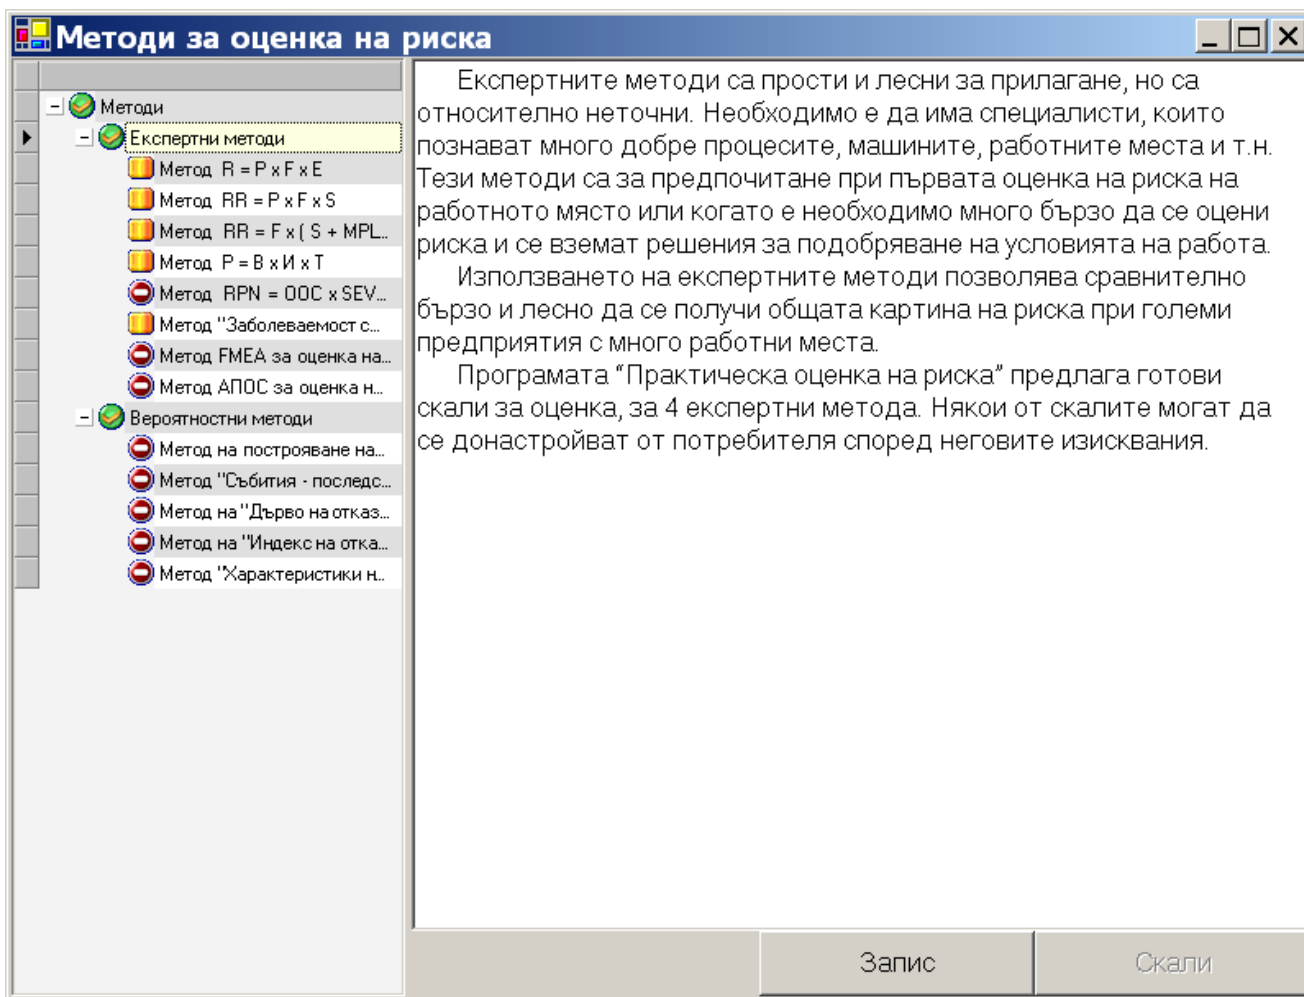 Методи за оценка на риска
Методи
Експертни методи
Метод R = P x F x E
Метод RR = P x F x S
Метод RR = F x ( S + MPL...
Метод Р = В х И х Т
Метод RPN = OOC x SEV...
Метод "Заболеваемост с...
Метод FMEA за оценка на...
Метод АПОС за оценка н...
Вероятностни методи
Метод на построяване на...
Метод "Събития - последс...
Метод на "Дърво на отказ...
Метод на "Индекс на отка...
Метод "Характеристики н...
Експертните методи са прости и лесни за прилагане, но са
относително неточни. Необходимо е да има специалисти, които
познават много добре процесите, машините, работните места и т.н.
Тези методи са за предпочитане при първата оценка на риска на
работното място или когато е необходимо много бързо да се оцени
риска и се вземат решения за подобряване на условията на работа.
Използването на експертните методи позволява сравнително
бързо и лесно да се получи общата картина на риска при големи
предприятия с много работни места.
Програмата “Практическа оценка на риска” предлага готови
скали за оценка, за 4 експертни метода. Някои от скалите могат да
се донастройват от потребителя според неговите изисквания.
Запис
Скали